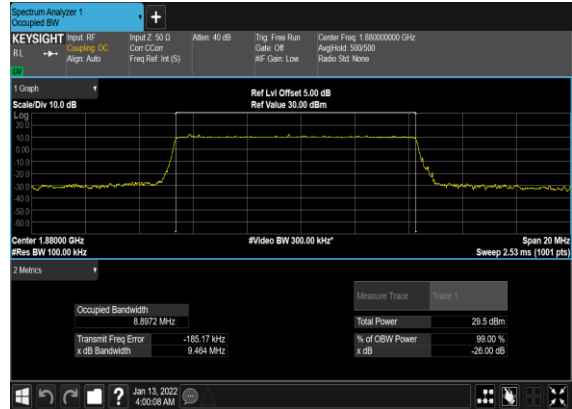 Spectrum Analyzer 1
Occupied BW
KEYSIGHT Input: RF Input Z: 50 Ω Atten: 40 dB Trig: Free Run Center Freq: 1.880000000 GHz
RL Coupling: DC Corr CCorr Gate: Off Avg|Hold: 500/500
Align: Auto Freq Ref: Int (S) #IF Gain: Low Radio Std: None
1 Graph
Ref Lvl Offset 5.00 dB
Scale/Div 10.0 dB Ref Value 30.00 dBm
Log
20.0
10.0
0.00
-10.0
-20.0
-30.0
-40.0
-50.0
-60.0
Center 1.88000 GHz #Video BW 300.00 kHz* Span 20 MHz
#Res BW 100.00 kHz Sweep 2.53 ms (1001 pts)
2 Metrics
Measure Trace Trace 1
Occupied Bandwidth
8.8972 MHz Total Power 29.5 dBm
Transmit Freq Error -185.17 kHz % of OBW Power 99.00 %
x dB Bandwidth 9.464 MHz x dB -26.00 dB
? Jan 13, 2022
4:00:08 AM